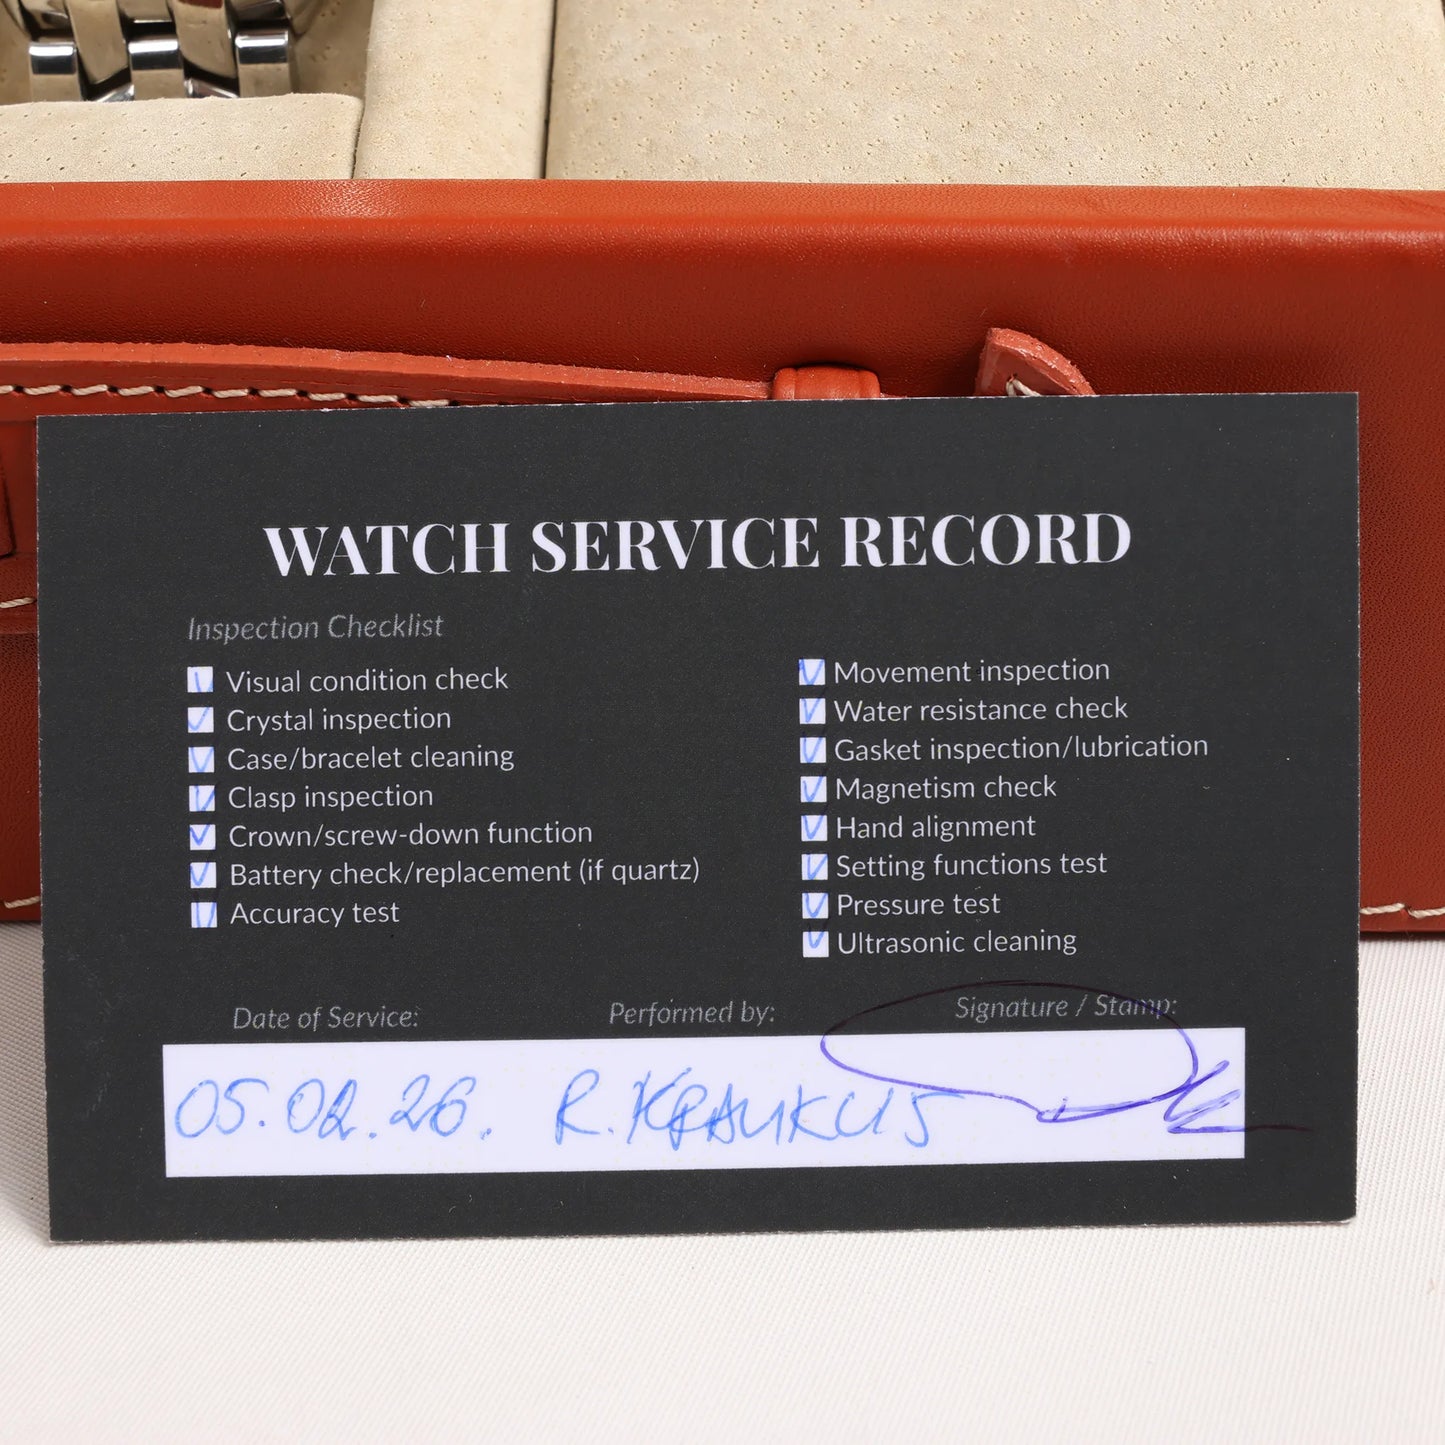 WATCH SERVICE RECORD
Inspection Checklist
Visual condition check
Crystal inspection
Case/bracelet cleaning
Clasp inspection
Crown/screw-down function
Battery check/replacement (if quartz)
Accuracy test
Movement inspection
Water resistance check
Gasket inspection/lubrication
Magnetism check
Hand alignment
Setting functions test
Pressure test
Ultrasonic cleaning
Date of Service:
Performed by:
Signature / Stamp:
05.02.26. R. KRAUKLIS